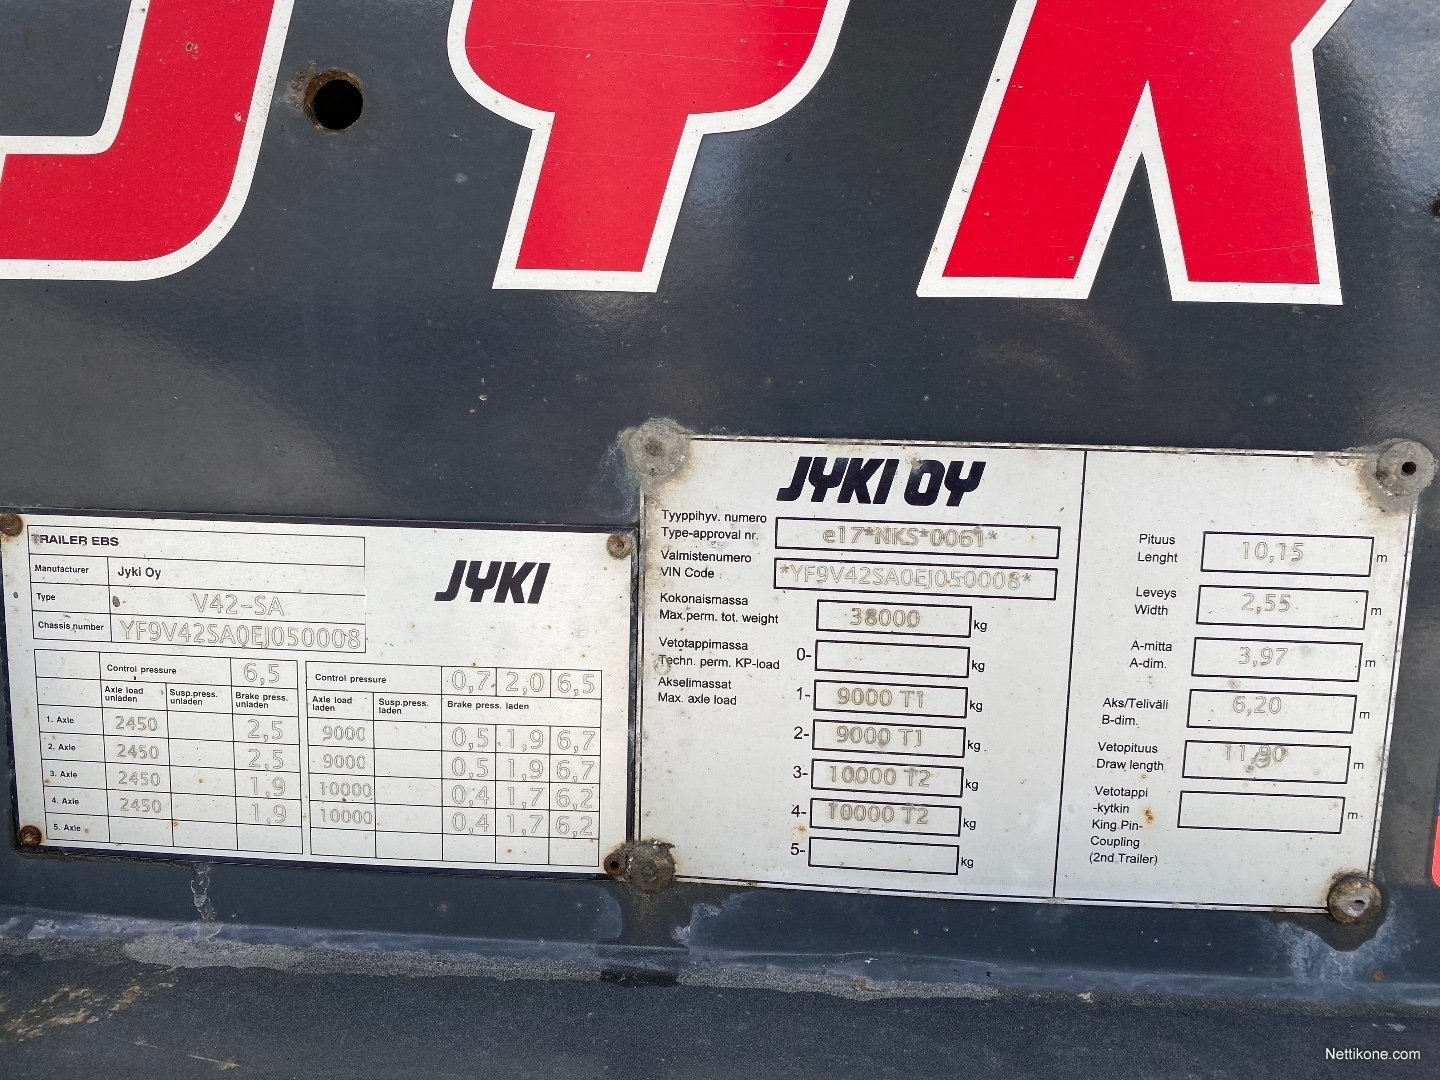 JYK
TRAILER EBS
Manufacturer Jyki Oy
Type V42-SA
Chassis number YF9V42SA0EJ050008
JYKI
Control pressure 6,5
Axle load unladen Susp.press. unladen Brake press. unladen
1. Axle 2450 2,5
2. Axle 2450 2,5
3. Axle 2450 1,9
4. Axle 2450 1,9
5. Axle
Control pressure 0,7 2,0 6,5
Axle load laden Susp.press. laden Brake press. laden
9000 0,5 1,9 6,7
9000 0,5 1,9 6,7
10000 0,4 1,7 6,2
10000 0,4 1,7 6,2
JYKI OY
Tyyppihyv. numero
Type-approval nr. e17*NKS*0061*
Valmistenumero
VIN Code *YF9V42SA0EJ050008*
Kokonaismassa
Max.perm. tot. weight 38000 kg
Vetotappimassa
Techn. perm. KP-load 0- kg
Akselimassat
Max. axle load 1- 9000 T1 kg
2- 9000 T1 kg
3- 10000 T2 kg
4- 10000 T2 kg
5- kg
Pituus
Lenght 10,15 m
Leveys
Width 2,55 m
A-mitta
A-dim. 3,97 m
Aks/Teliväli
B-dim. 6,20 m
Vetopituus
Draw length 11,90 m
Vetotappi
-kytkin
King Pin-
Coupling
(2nd Trailer) m
Nettikone.com